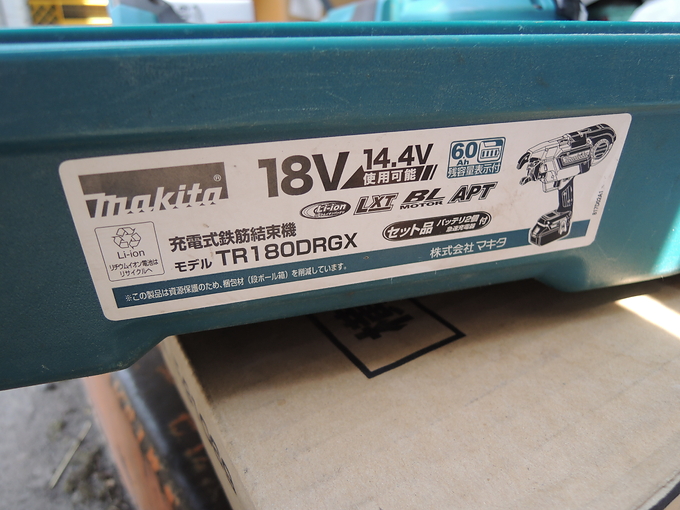 makita®
18V 14.4V
使用可能
60
Ah
残容量表示付
Li-ion LXT BL MOTOR APT
Li-ion
リチウムイオン電池は
リサイクルへ
充電式鉄筋結束機
モデル TR180DRGX
セット品 バッテリ2個
急速充電器 付
株式会社マキタ
※この製品は資源保護のため、梱包材(段ボール箱)を削減しています。